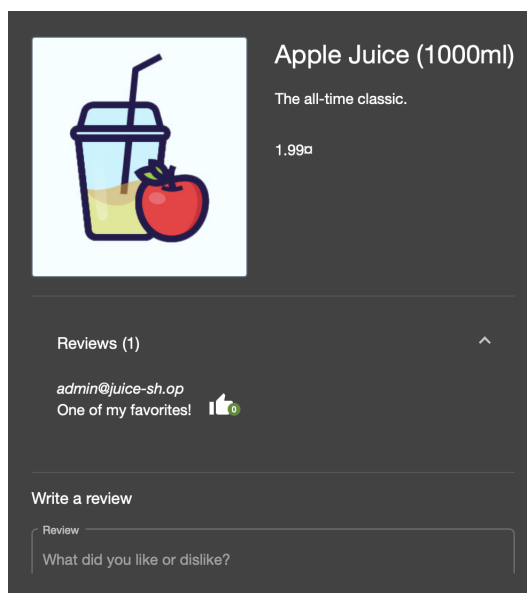 Apple Juice (1000ml)
The all-time classic.
1.99¤
Reviews (1)
admin@juice-sh.op
One of my favorites!
0
Write a review
Review
What did you like or dislike?